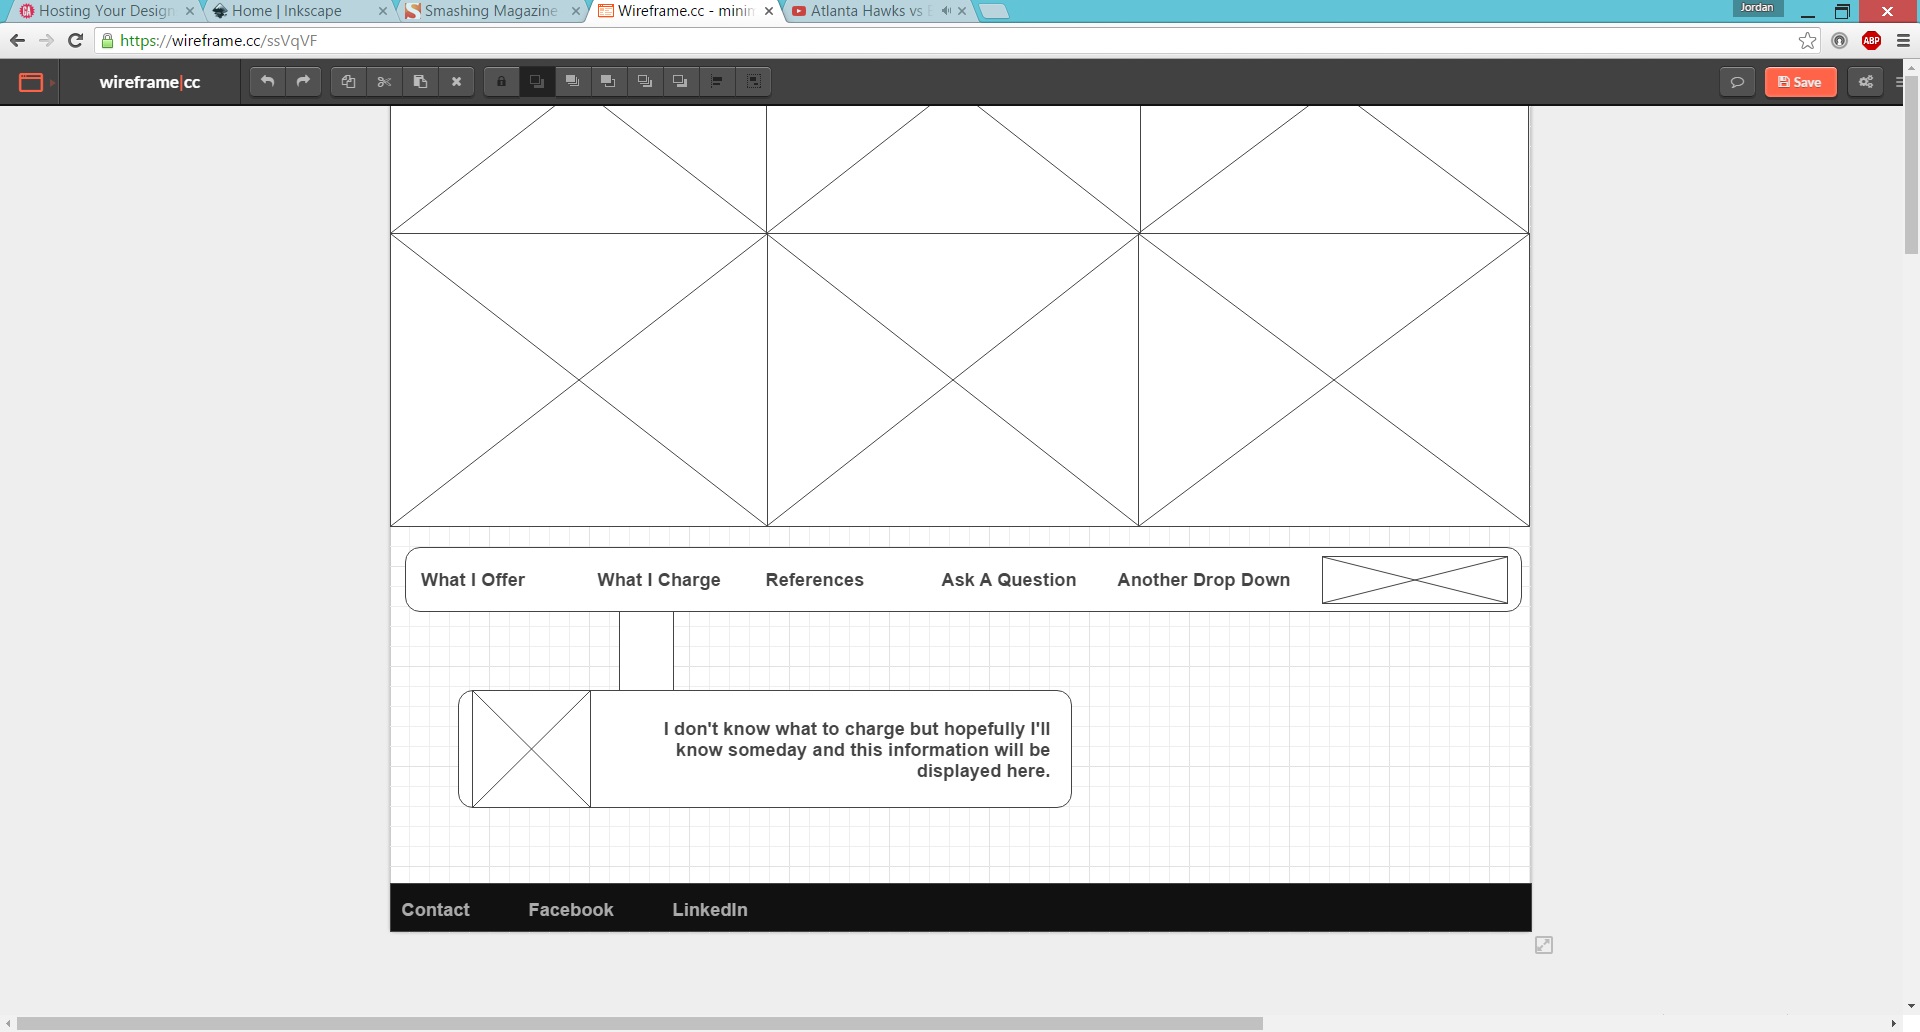 Hosting Your Design
Home | Inkscape
Smashing Magazine
Wireframe.cc - minin
Atlanta Hawks vs
Jordan
https://wireframe.cc/ssVqVF
ABP
wireframe|cc
Save
What I Offer
What I Charge
References
Ask A Question
Another Drop Down
I don't know what to charge but hopefully I'll
know someday and this information will be
displayed here.
Contact
Facebook
LinkedIn